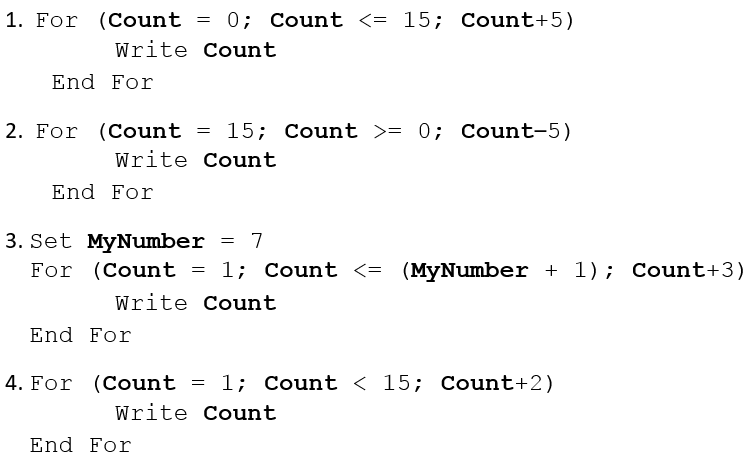 1. For (Count = 0; Count <= 15; Count+5)
Write Count
End For
2. For (Count = 15; Count >= 0; Count–5)
Write Count
End For
3. Set MyNumber = 7
For (Count = 1; Count <= (MyNumber + 1); Count+3)
Write Count
End For
4. For (Count = 1; Count < 15; Count+2)
Write Count
End For